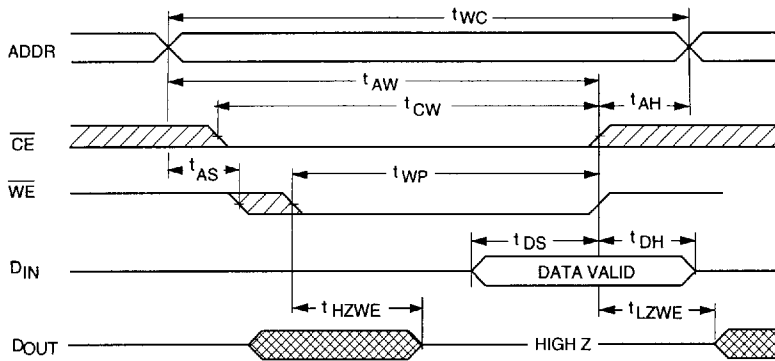 tWC
ADDR
tAW
tCW
tAH
CE
tAS
tWP
WE
tDS
tDH
DIN
DATA VALID
tHZWE
tLZWE
DOUT
HIGH Z